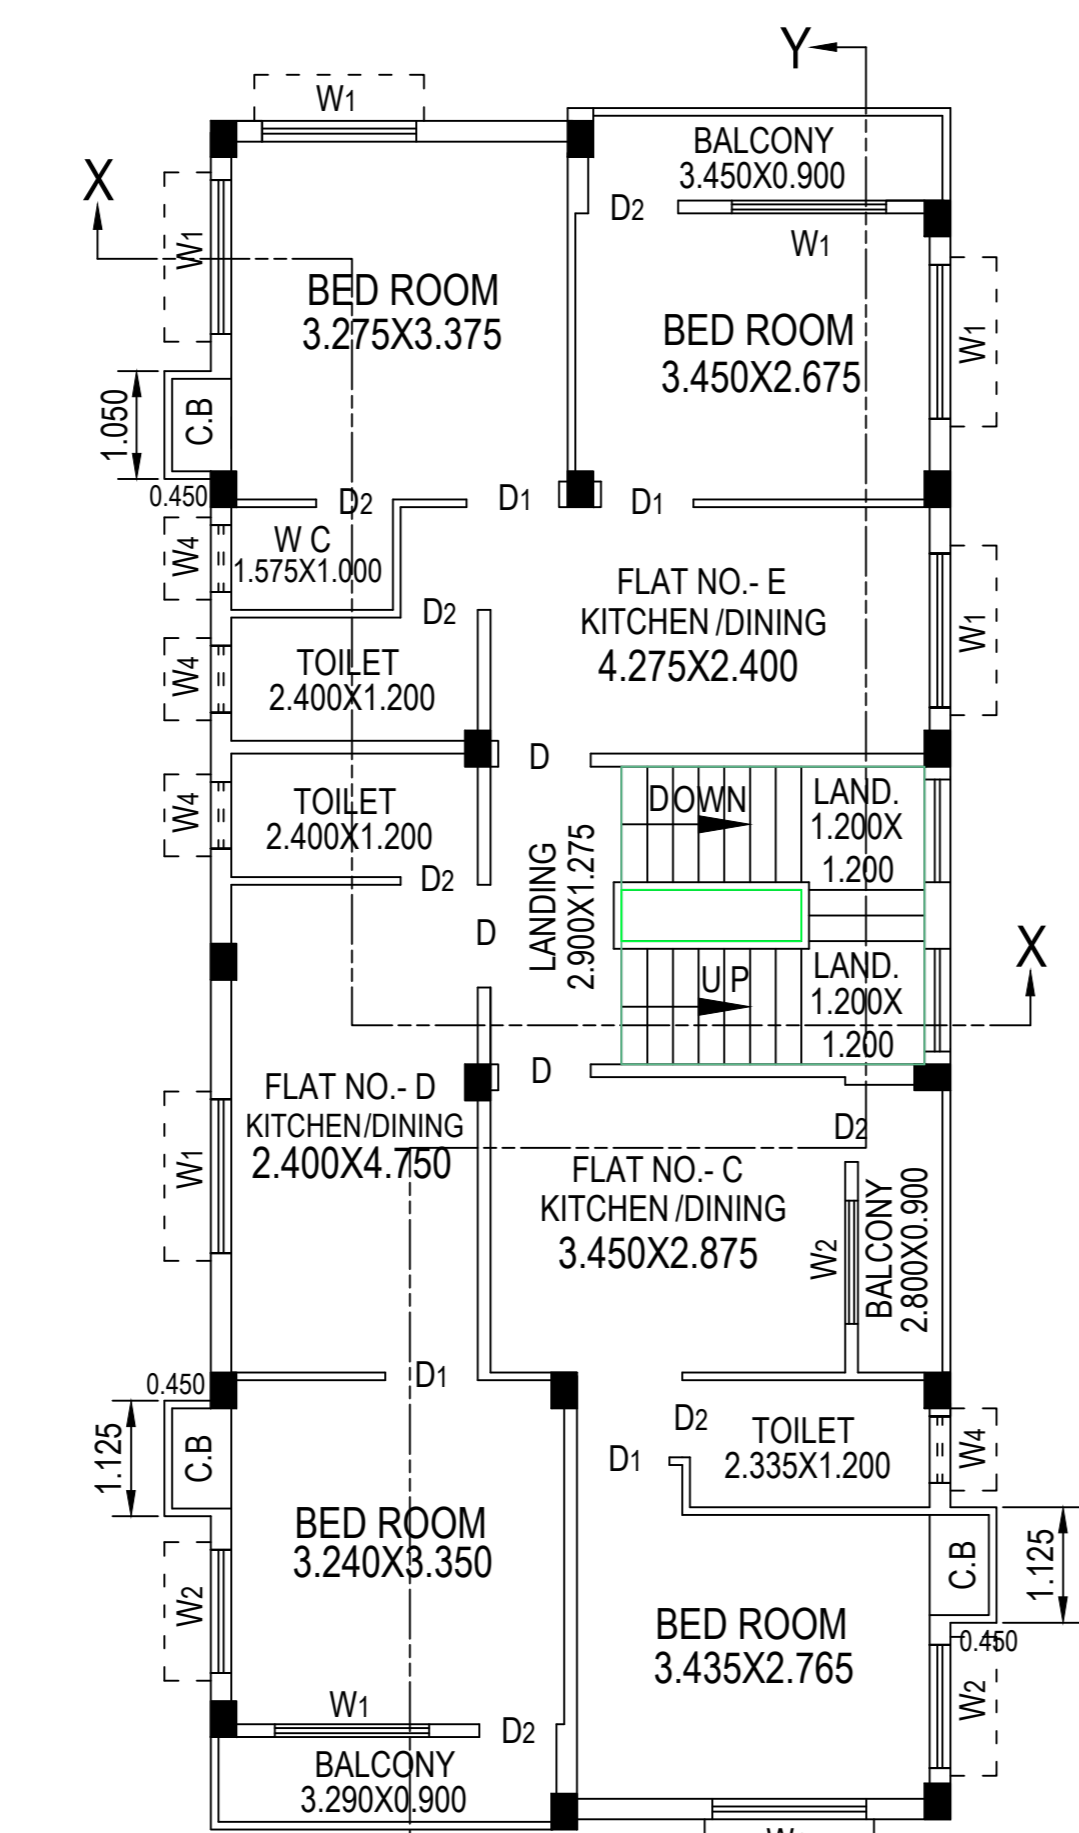 Y
W1
BALCONY
3.450X0.900
X
D2
W1
W1
BED ROOM
3.275X3.375
BED ROOM
3.450X2.675
W1
1.050
C.B
0.450
D2
D1
D1
W4
W C
1.575X1.000
FLAT NO.- E
KITCHEN /DINING
4.275X2.400
W1
D2
W4
TOILET
2.400X1.200
D
W4
TOILET
2.400X1.200
DOWN
LAND.
1.200X
1.200
LANDING
2.900X1.275
D2
D
X
UP
LAND.
1.200X
1.200
D
FLAT NO.- D
KITCHEN/DINING
2.400X4.750
W1
D2
FLAT NO.- C
KITCHEN /DINING
3.450X2.875
W2
BALCONY
2.800X0.900
0.450
D1
1.125
C.B
D2
D1
TOILET
2.335X1.200
W4
BED ROOM
3.240X3.350
C.B
1.125
W2
BED ROOM
3.435X2.765
0.450
W2
W1
D2
BALCONY
3.290X0.900